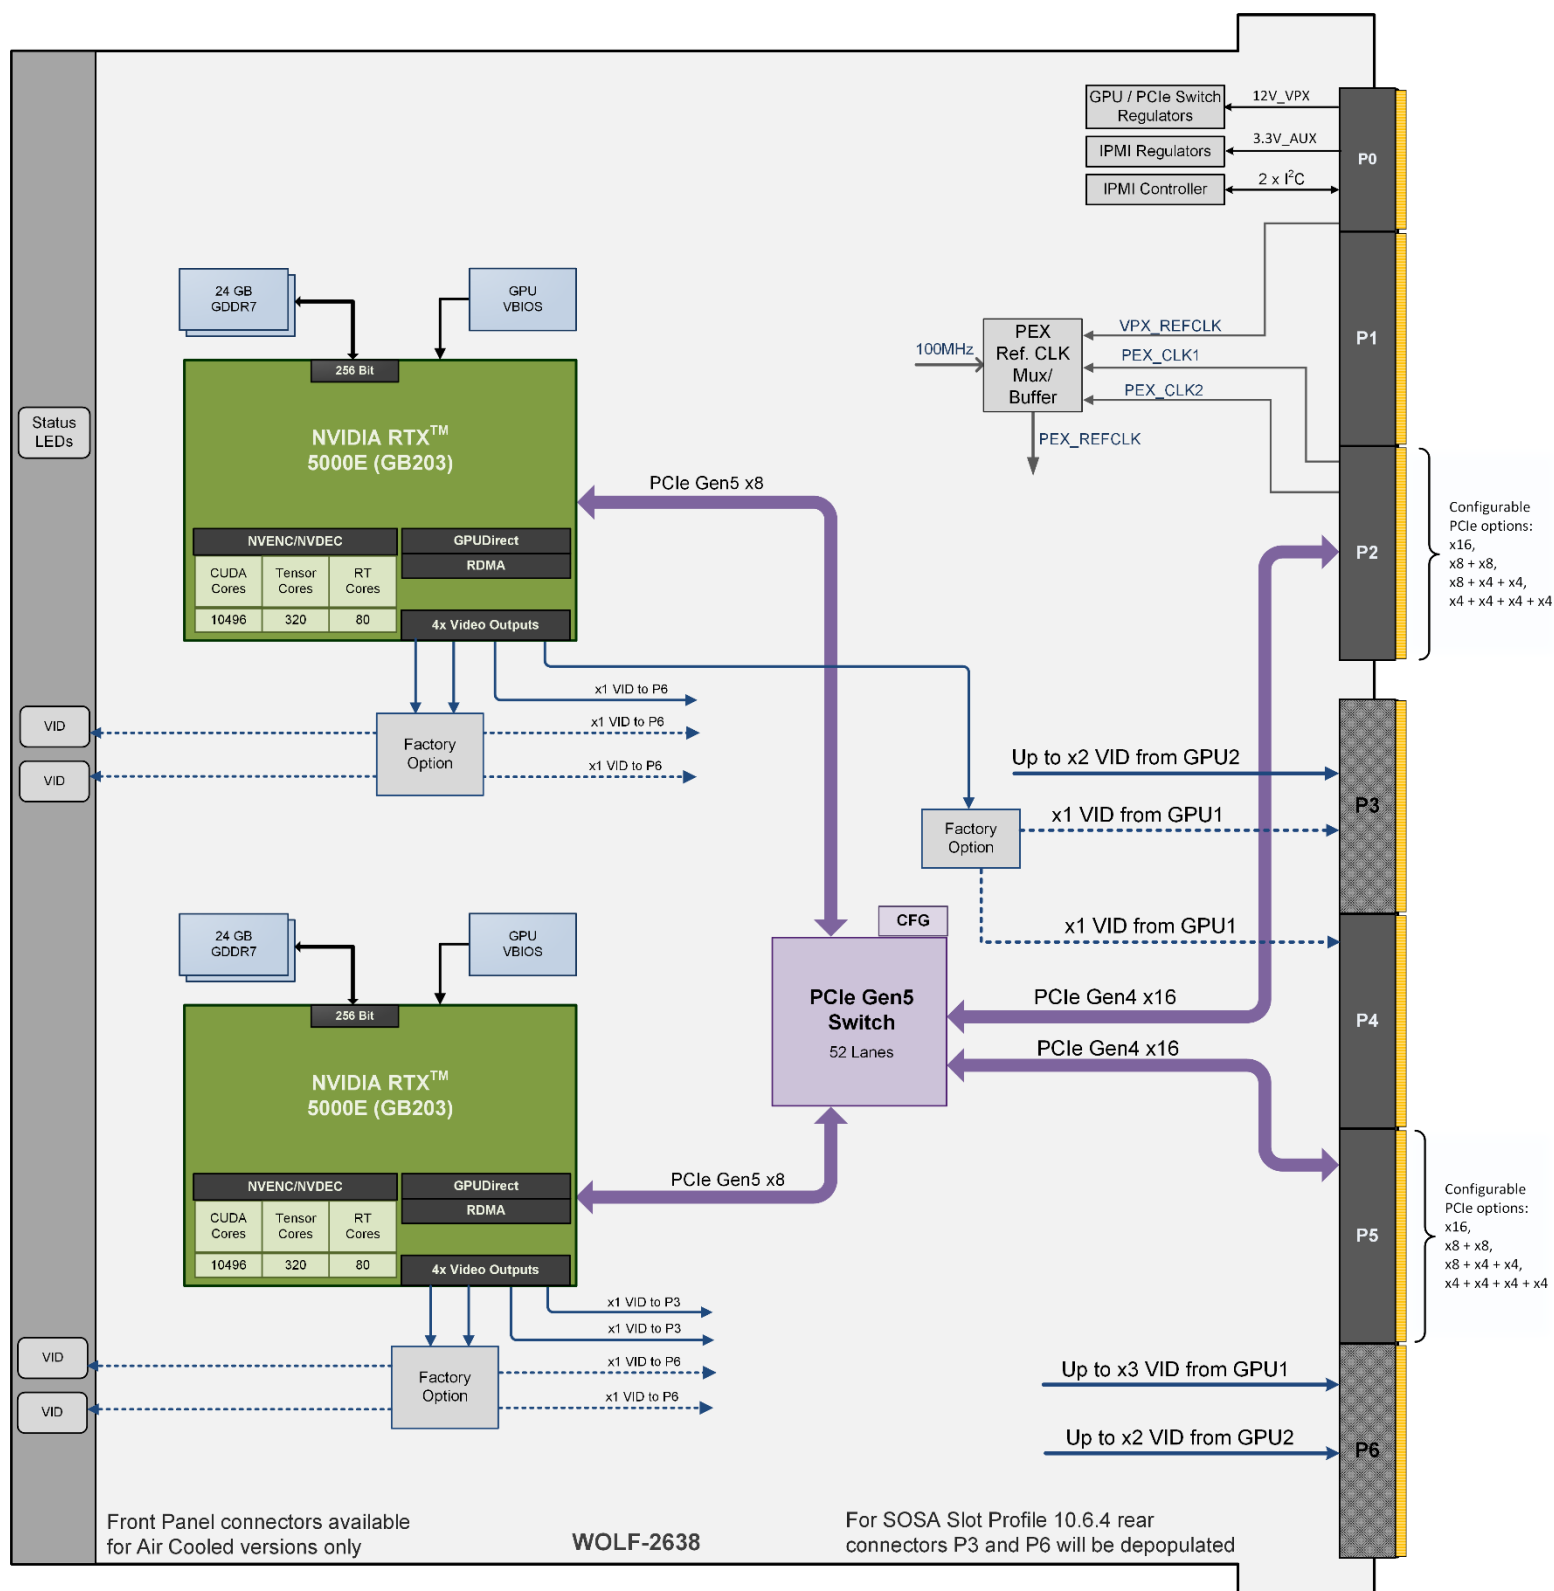 GPU / PCIe Switch
Regulators
12V_VPX
IPMI Regulators
3.3V_AUX
IPMI Controller
2 x I²C
P0
24 GB
GDDR7
GPU
VBIOS
256 Bit
NVIDIA RTX™
5000E (GB203)
NVENC/NVDEC
CUDA
Cores
Tensor
Cores
RT
Cores
10496
320
80
GPUDirect
RDMA
4x Video Outputs
Status
LEDs
100MHz
PEX
Ref. CLK
Mux/
Buffer
VPX_REFCLK
PEX_CLK1
PEX_CLK2
PEX_REFCLK
P1
PCIe Gen5 x8
P2
Configurable
PCIe options:
x16,
x8 + x8,
x8 + x4 + x4,
x4 + x4 + x4 + x4
x1 VID to P6
x1 VID to P6
x1 VID to P6
VID
VID
Factory
Option
Up to x2 VID from GPU2
x1 VID from GPU1
P3
Factory
Option
x1 VID from GPU1
CFG
PCIe Gen5
Switch
52 Lanes
PCIe Gen4 x16
PCIe Gen4 x16
P4
24 GB
GDDR7
GPU
VBIOS
256 Bit
NVIDIA RTX™
5000E (GB203)
NVENC/NVDEC
CUDA
Cores
Tensor
Cores
RT
Cores
10496
320
80
GPUDirect
RDMA
4x Video Outputs
PCIe Gen5 x8
P5
Configurable
PCIe options:
x16,
x8 + x8,
x8 + x4 + x4,
x4 + x4 + x4 + x4
x1 VID to P3
x1 VID to P3
x1 VID to P6
x1 VID to P6
VID
VID
Factory
Option
Up to x3 VID from GPU1
Up to x2 VID from GPU2
P6
Front Panel connectors available
for Air Cooled versions only
WOLF-2638
For SOSA Slot Profile 10.6.4 rear
connectors P3 and P6 will be depopulated